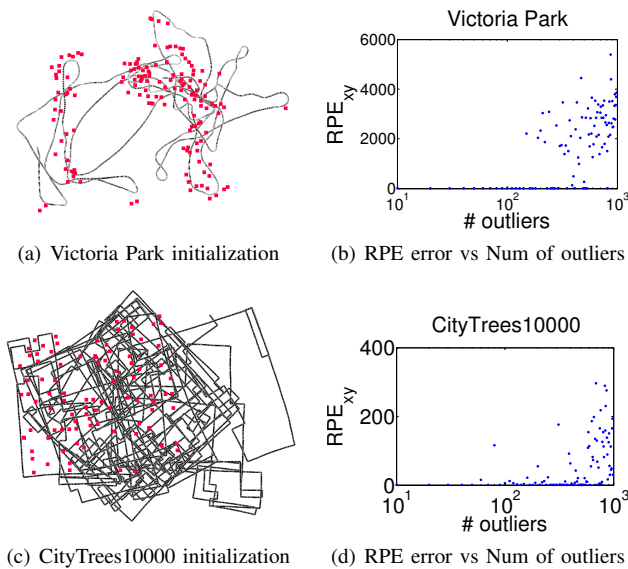 Victoria Park
6000
4000
2000
0
RPE_xy
10^1
10^2
10^3
# outliers
(a) Victoria Park initialization
(b) RPE error vs Num of outliers
CityTrees10000
400
200
0
RPE_xy
10^1
10^2
10^3
# outliers
(c) CityTrees10000 initialization
(d) RPE error vs Num of outliers